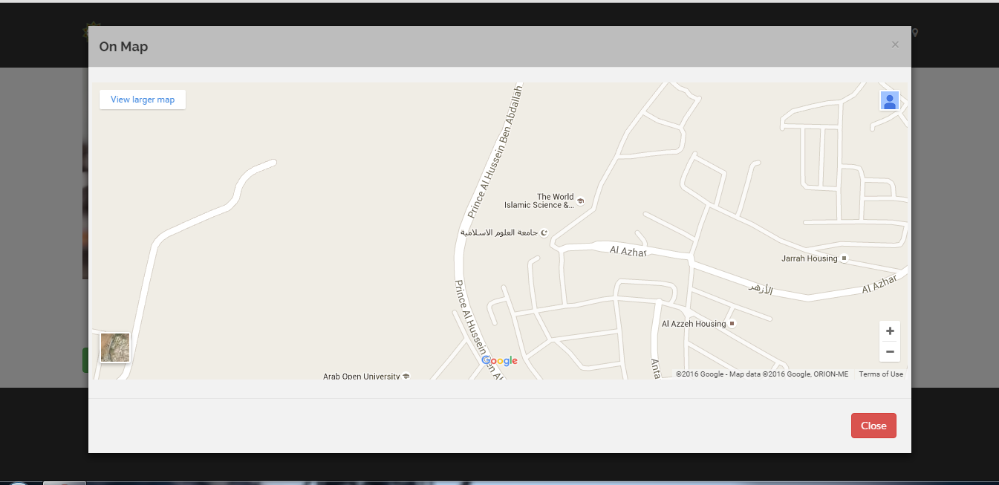 On Map
×
View larger map
Prince Al Hussein Ben Abdallah
The World
Islamic Science &...
جامعة العلوم الاسلامية
Al Azhar
Jarrah Housing
الأزهر
Al Azhar
Prince Al Hussein Ben Ab
Al Azzeh Housing
Anta
Google
Arab Open University
+
−
©2016 Google - Map data ©2016 Google, ORION-ME
Terms of Use
Close